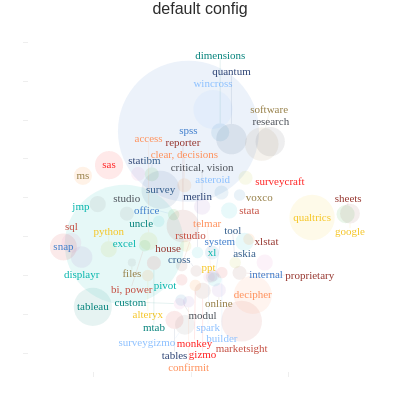 default config
dimensions
quantum
wincross
software
research
spss
access
reporter
clear, decisions
statibm
critical, vision
sas
ms
asteroid
surveycraft
survey
studio
merlin
voxco
sheets
jmp
office
stata
qualtrics
uncle
telmar
sql
python
tool
google
rstudio
snap
excel
system
xlstat
house
xl
askia
cross
displayr
files
ppt
internal
proprietary
bi, power
pivot
decipher
tableau
custom
online
alteryx
modul
mtab
spark
builder
surveygizmo
monkey
marketsight
tables
gizmo
confirmit